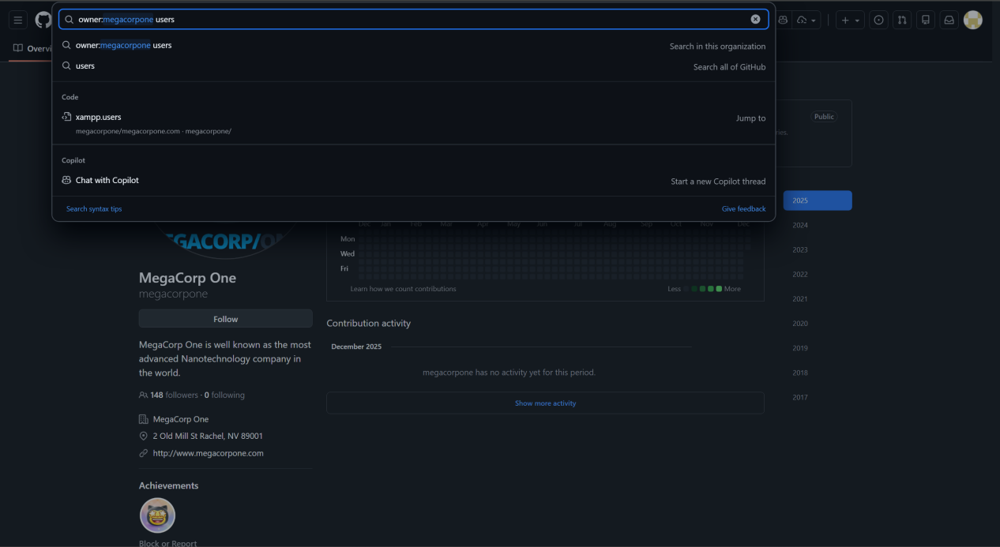 owner:megacorpone users
owner:megacorpone users
Search in this organization
users
Search all of GitHub
Code
xampp.users
megacorpone/megacorpone.com · megacorpone/
Jump to
Copilot
Chat with Copilot
Start a new Copilot thread
Search syntax tips
Give feedback
Overvi
Public
ries.
2025
2024
2023
2022
2021
2020
2019
2018
2017
Dec Jan Feb Mar Apr May Jun Jul Aug Sep Oct Nov Dec
Mon
Wed
Fri
Learn how we count contributions
Less More
EGACORP/ON
MegaCorp One
megacorpone
Follow
MegaCorp One is well known as the most
advanced Nanotechnology company in
the world.
148 followers · 0 following
MegaCorp One
2 Old Mill St Rachel, NV 89001
http://www.megacorpone.com
Achievements
Block or Report
Contribution activity
December 2025
megacorpone has no activity yet for this period.
Show more activity